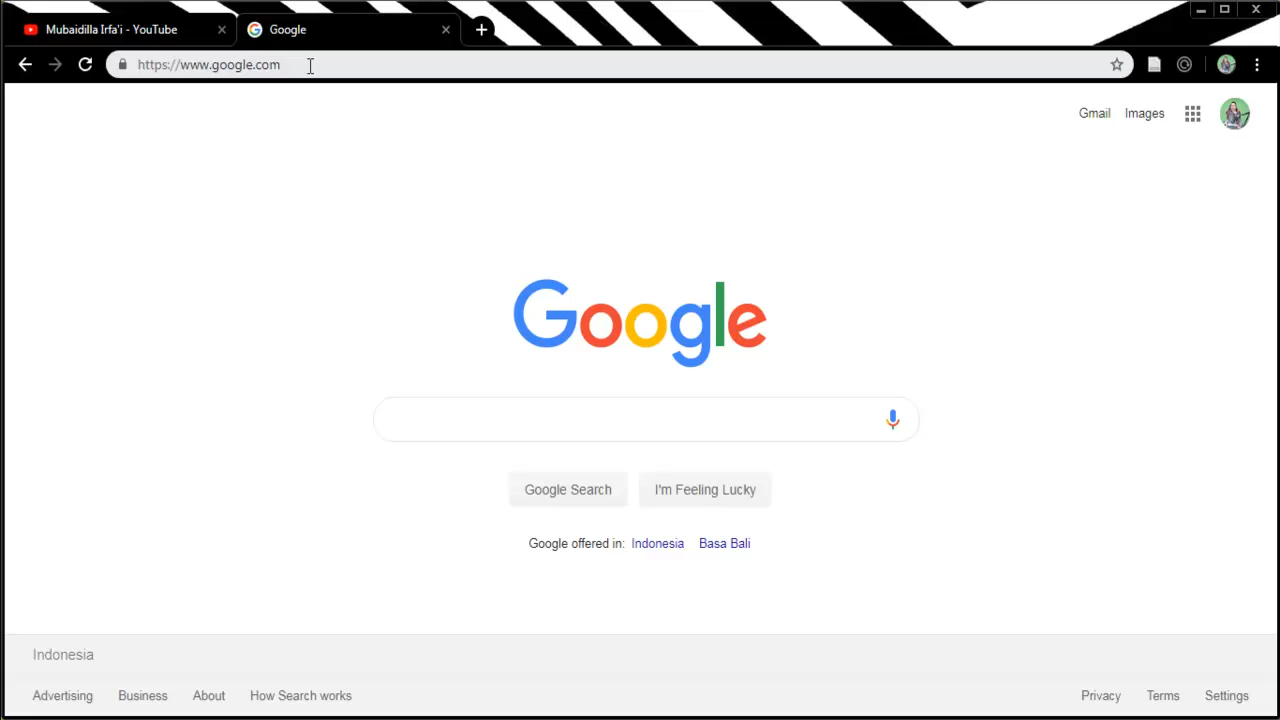 Mubaidilla Irfa'i - YouTube
Google
https://www.google.com
Gmail Images
Google
Google Search I'm Feeling Lucky
Google offered in: Indonesia Basa Bali
Indonesia
Advertising Business About How Search works Privacy Terms Settings